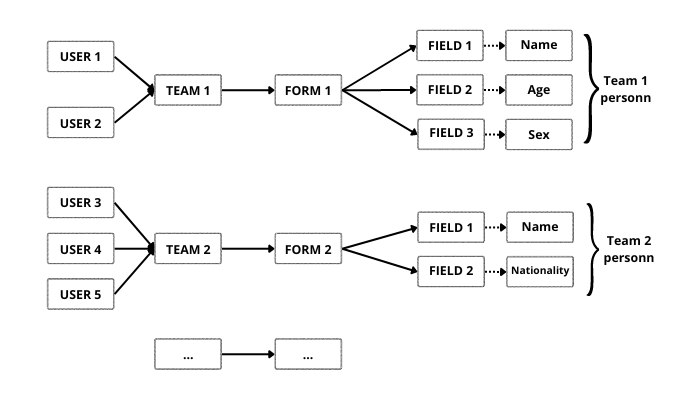 USER 1
USER 2
TEAM 1
FORM 1
FIELD 1
Name
FIELD 2
Age
FIELD 3
Sex
Team 1
personn
USER 3
USER 4
USER 5
TEAM 2
FORM 2
FIELD 1
Name
FIELD 2
Nationality
Team 2
personn
...
...